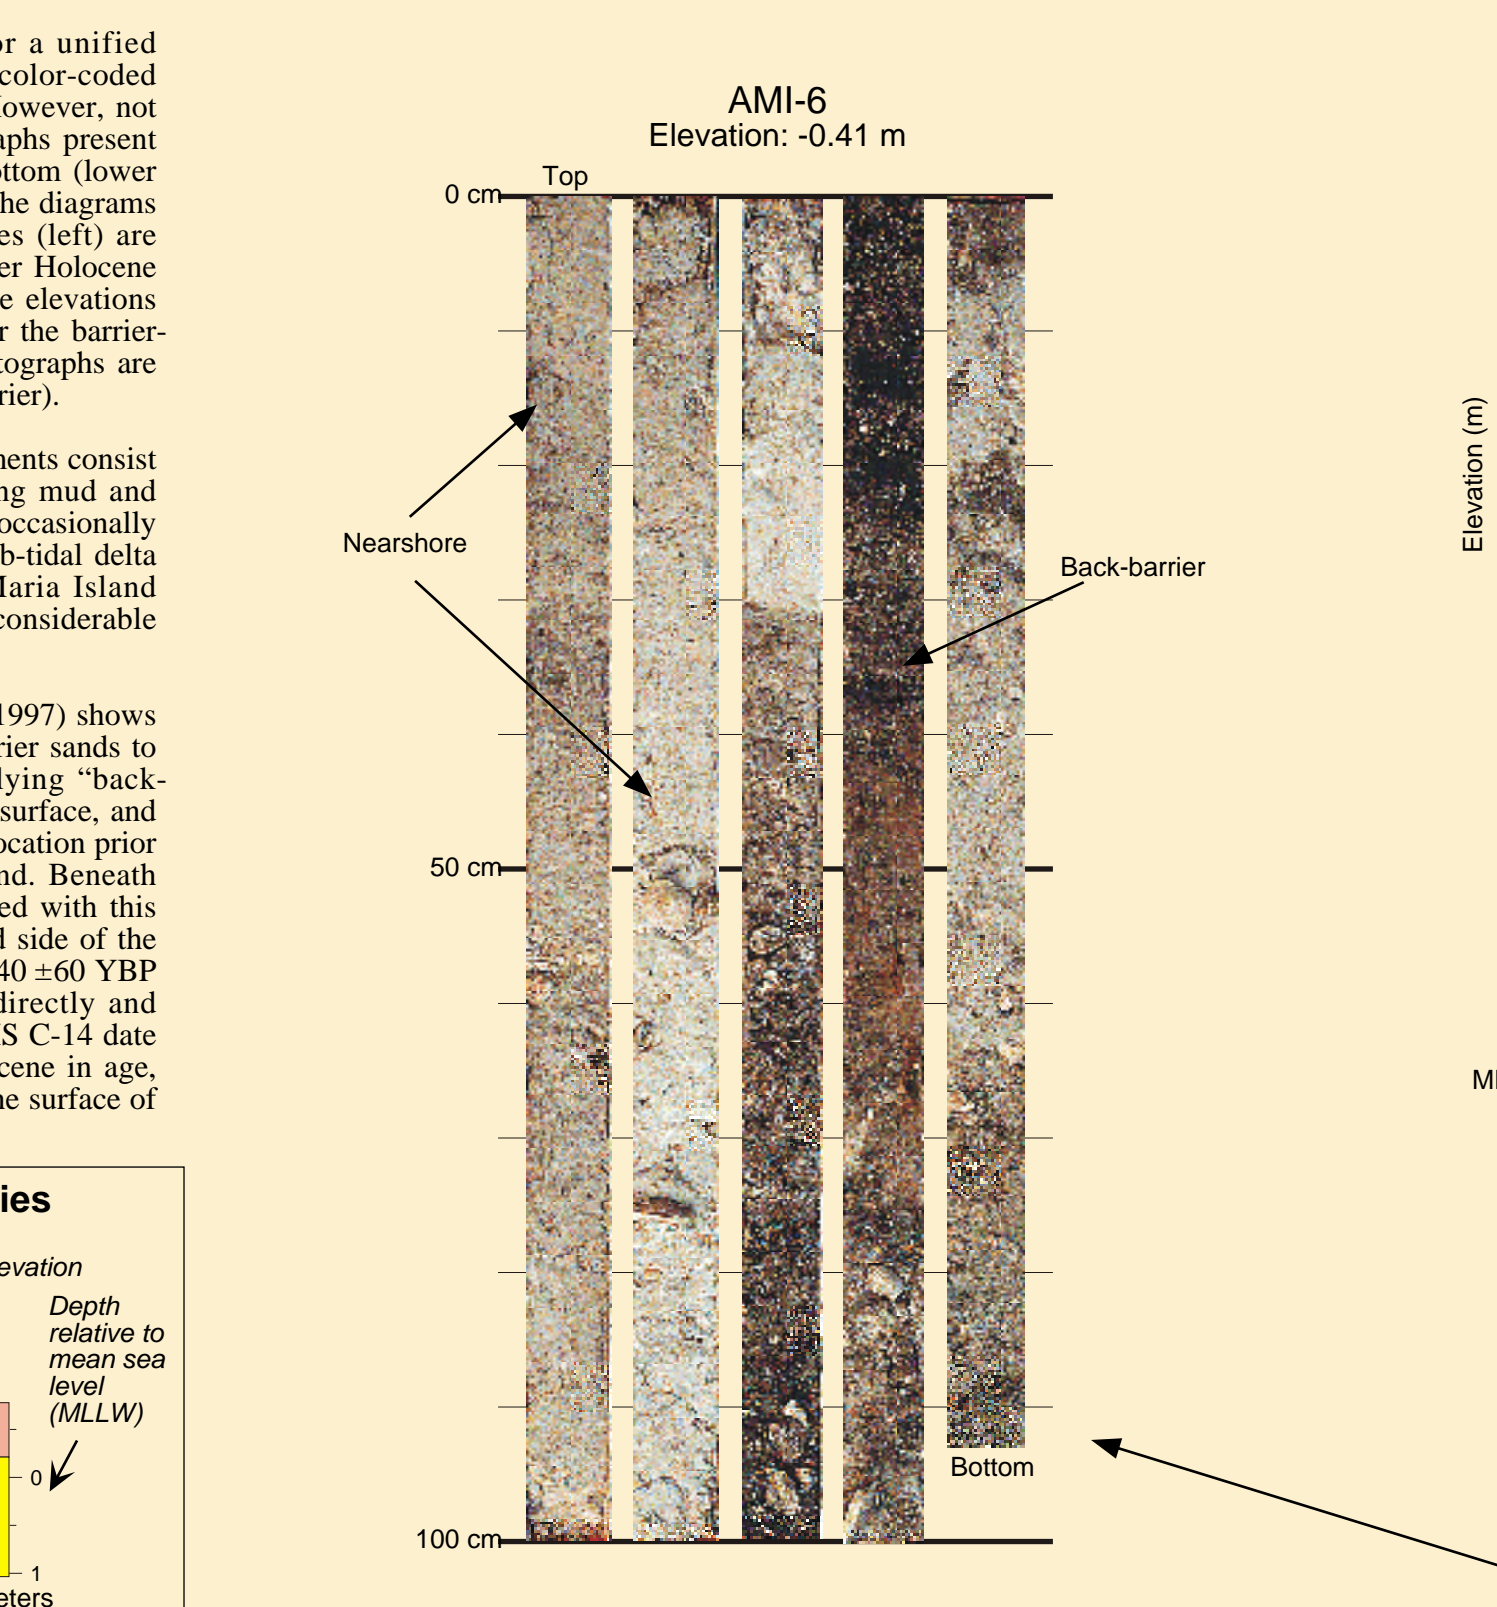 or a unified
color-coded
However, not
aphs present
ottom (lower
he diagrams
es (left) are
er Holocene
e elevations
r the barrier-
tographs are
rier).
nents consist
ng mud and
occasionally
b-tidal delta
Maria Island
considerable
1997) shows
rier sands to
lying “back-
surface, and
ocation prior
nd. Beneath
ed with this
d side of the
40 ±60 YBP
directly and
S C-14 date
cene in age,
he surface of
ies
evation
Depth
relative to
mean sea
level
(MLLW)
0
1
eters
AMI-6
Elevation: -0.41 m
Top
0 cm
Nearshore
Back-barrier
50 cm
Bottom
100 cm
Elevation (m)